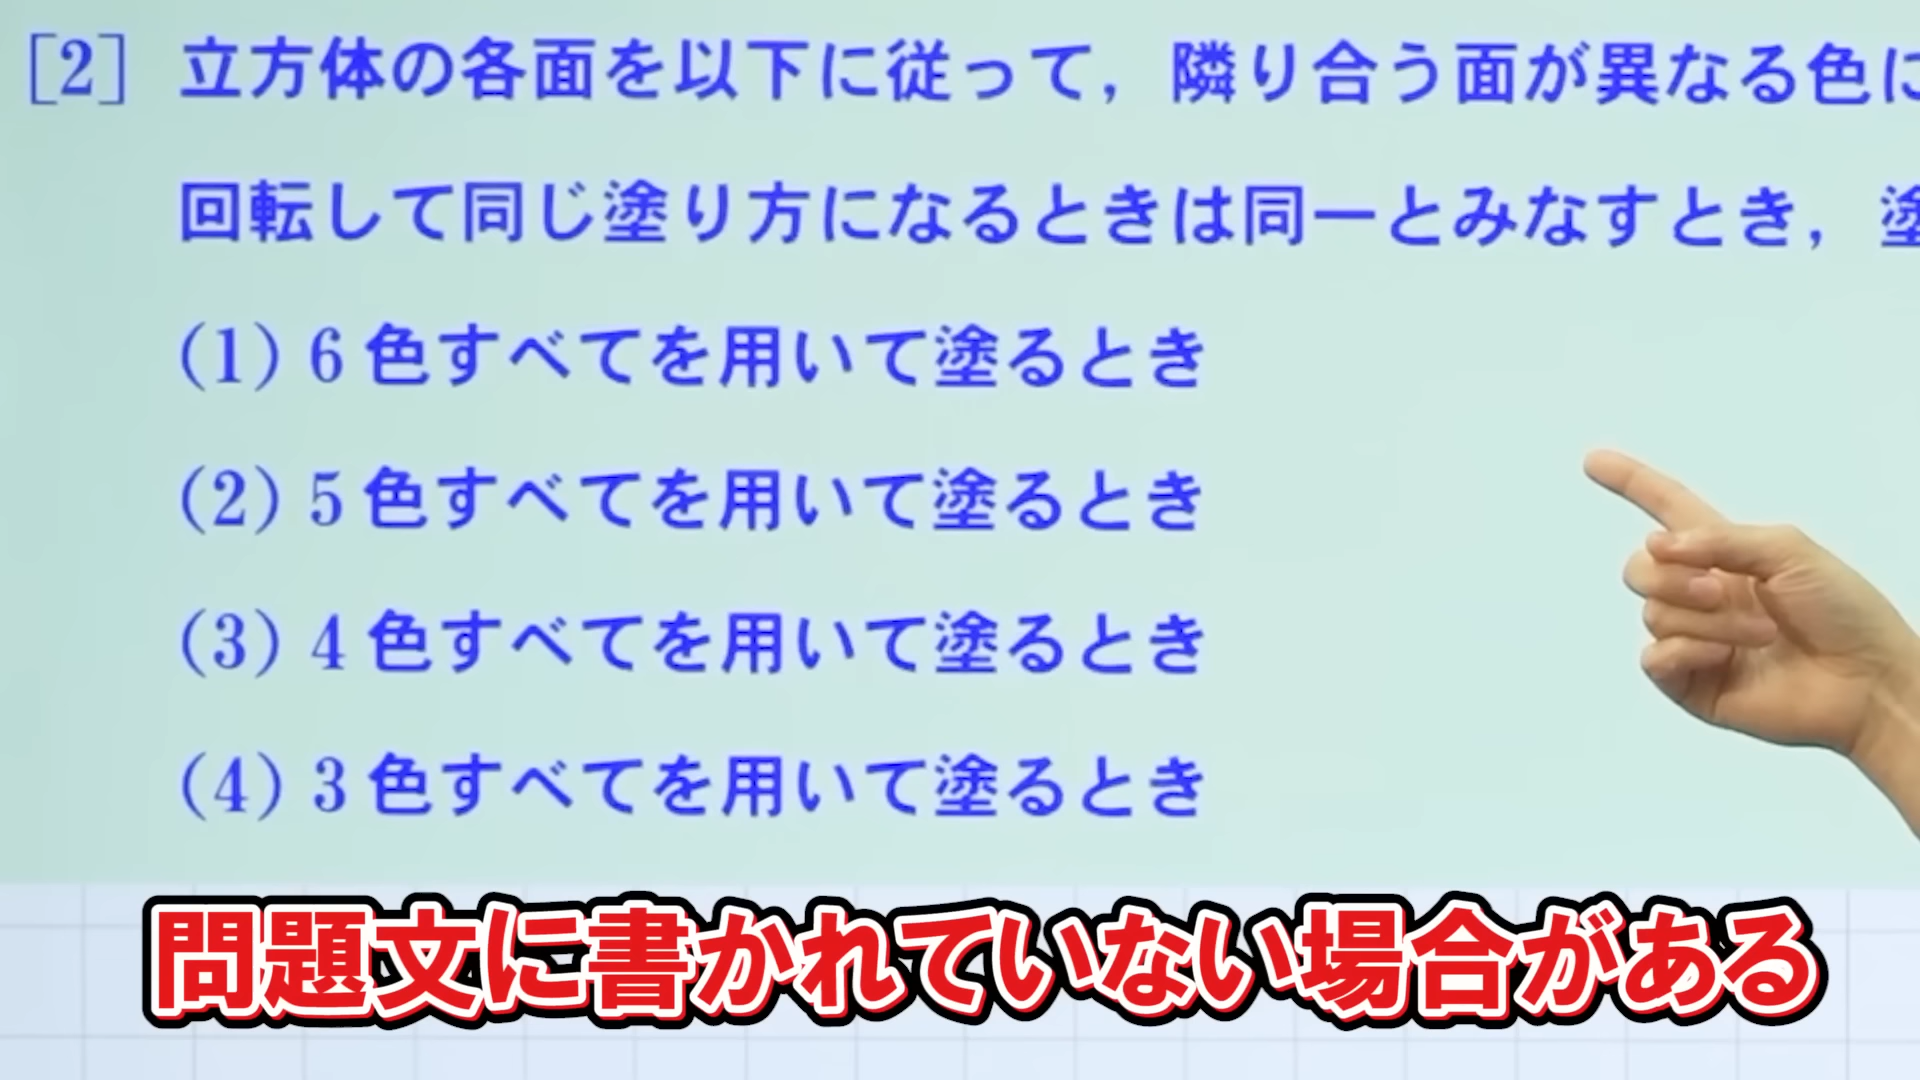 [2] 立方体の各面を以下に従って，隣り合う面が異なる色に
回転して同じ塗り方になるときは同一とみなすとき，塗
(1) 6 色すべてを用いて塗るとき
(2) 5 色すべてを用いて塗るとき
(3) 4 色すべてを用いて塗るとき
(4) 3 色すべてを用いて塗るとき
問題文に書かれていない場合がある